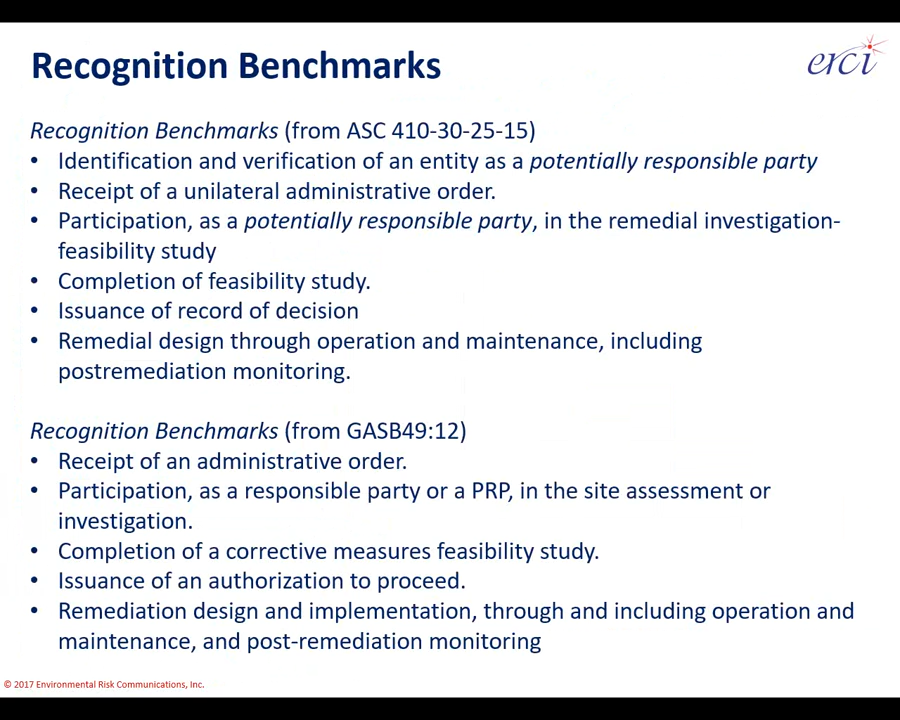 Recognition Benchmarks
erci
Recognition Benchmarks (from ASC 410-30-25-15)
• Identification and verification of an entity as a potentially responsible party
• Receipt of a unilateral administrative order.
• Participation, as a potentially responsible party, in the remedial investigation-
feasibility study
• Completion of feasibility study.
• Issuance of record of decision
• Remedial design through operation and maintenance, including
postremediation monitoring.
Recognition Benchmarks (from GASB49:12)
• Receipt of an administrative order.
• Participation, as a responsible party or a PRP, in the site assessment or
investigation.
• Completion of a corrective measures feasibility study.
• Issuance of an authorization to proceed.
• Remediation design and implementation, through and including operation and
maintenance, and post-remediation monitoring
© 2017 Environmental Risk Communications, Inc.